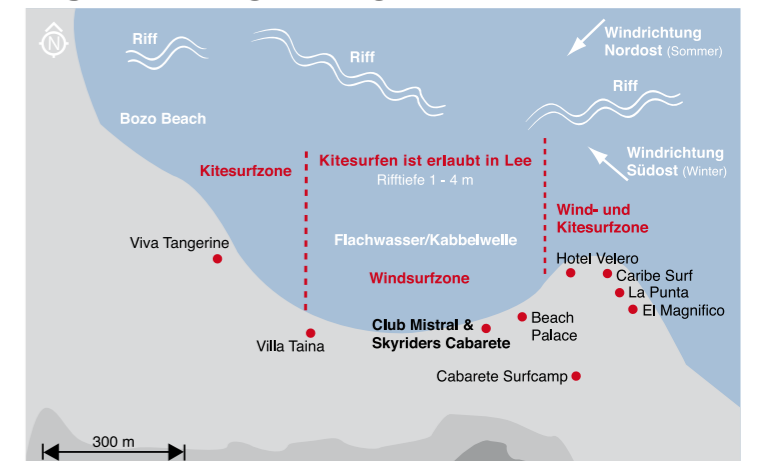 N
Riff
Riff
Windrichtung
Nordost (Sommer)
Riff
Bozo Beach
Windrichtung
Südost (Winter)
Kitesurfzone
Kitesurfen ist erlaubt in Lee
Rifftiefe 1 - 4 m
Wind- und
Kitesurfzone
Flachwasser/Kabbelwelle
Windsurfzone
Viva Tangerine
Hotel Velero
Caribe Surf
La Punta
El Magnifico
Villa Taina
Club Mistral &
Skyriders Cabarete
Beach
Palace
Cabarete Surfcamp
300 m